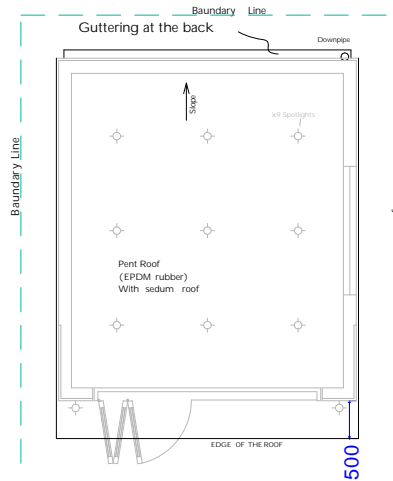 Baundary Line
Guttering at the back
Downpipe
Slope
x9 Spotlights
Baundary Line
Pent Roof
(EPDM rubber)
With sedum roof
EDGE OF THE ROOF
500